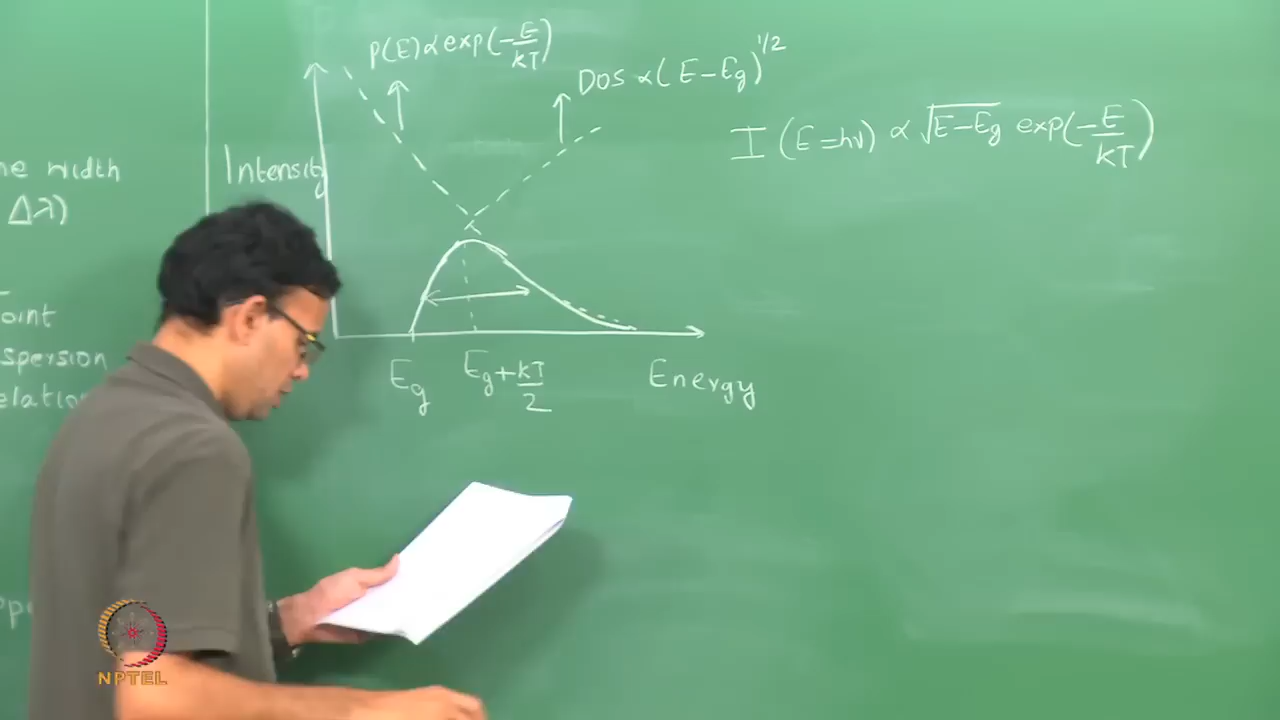 ne width
Δλ)
oint
spersion
elation
P(E) ∝ exp(-E/kT)
DOS ∝ (E-Eg)^1/2
I (E = hν) ∝ √(E-Eg) exp(-E/kT)
Intensity
Eg
Eg + kT/2
Energy
NPTEL